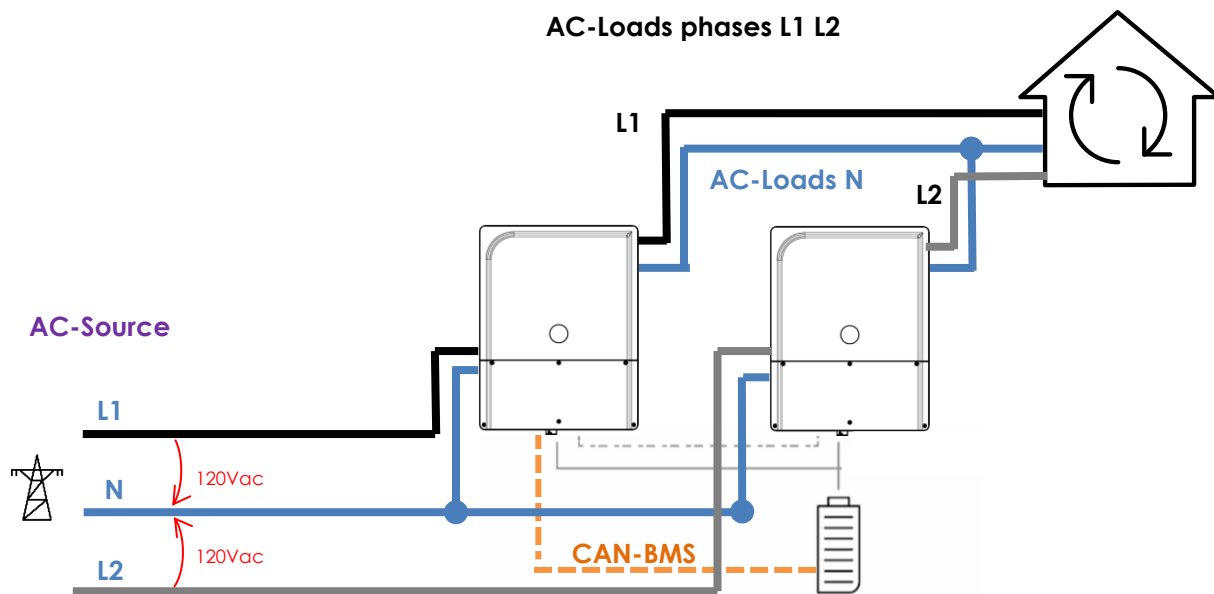 AC-Loads phases L1 L2
L1
AC-Loads N
L2
AC-Source
L1
120Vac
N
120Vac
CAN-BMS
L2